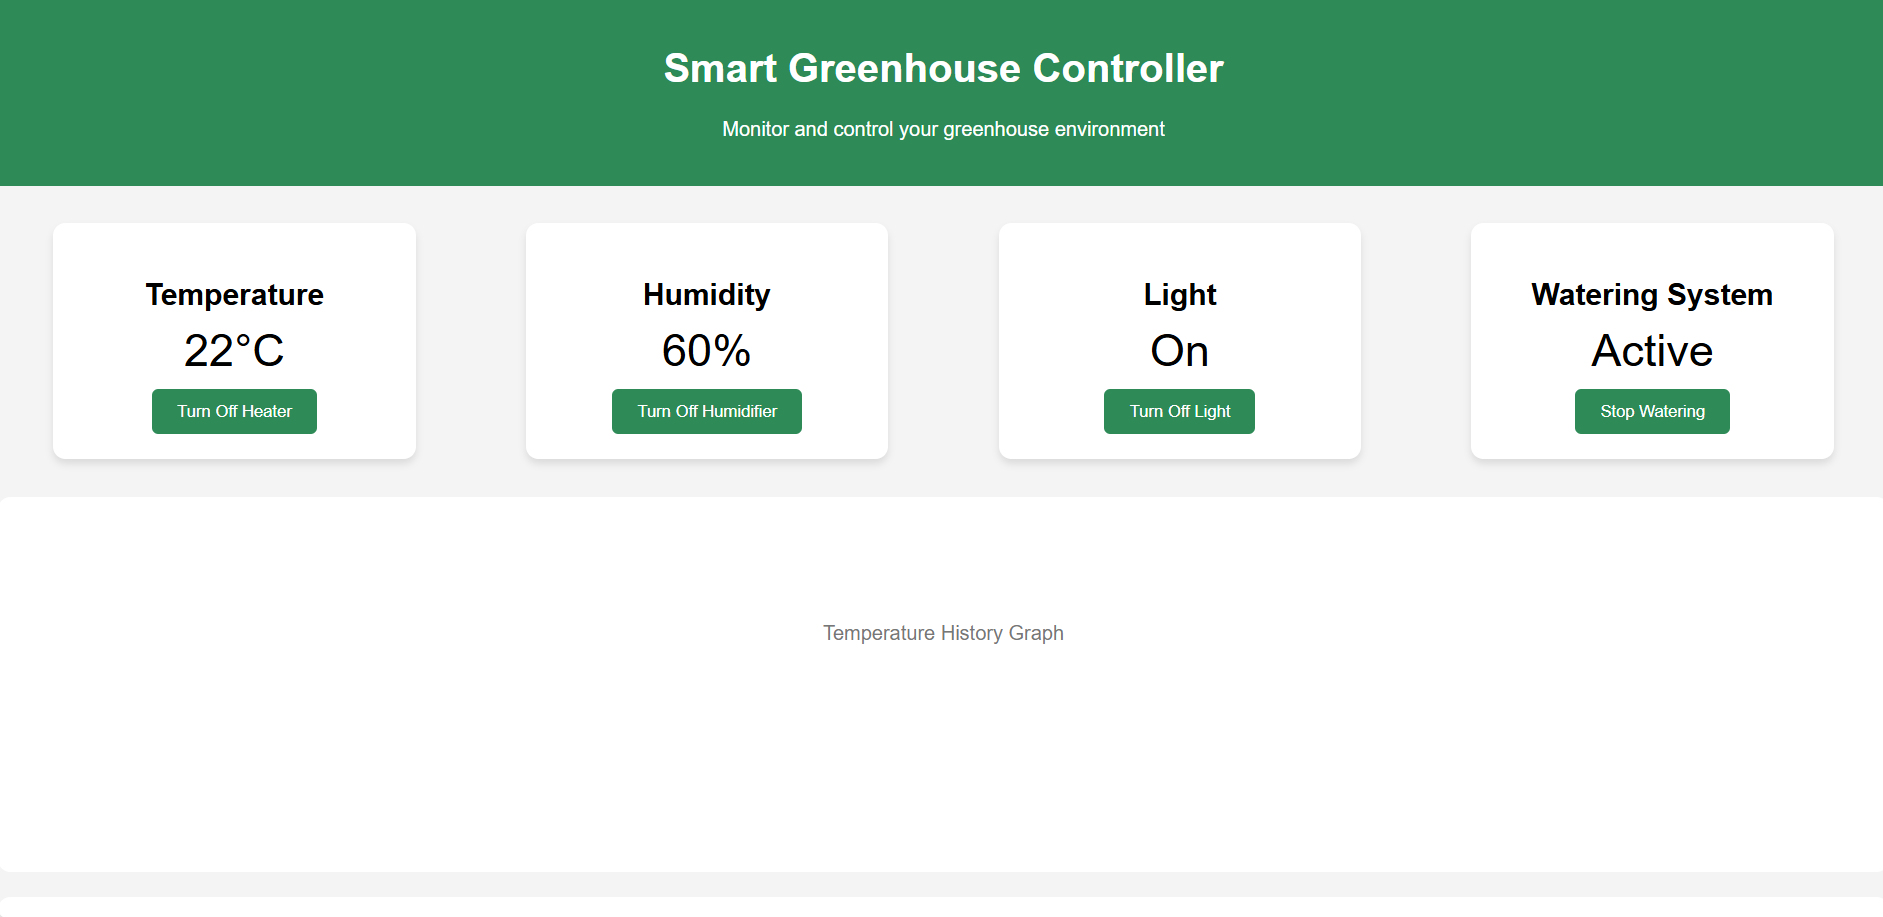 Smart Greenhouse Controller
Monitor and control your greenhouse environment
Temperature
22°C
Turn Off Heater
Humidity
60%
Turn Off Humidifier
Light
On
Turn Off Light
Watering System
Active
Stop Watering
Temperature History Graph